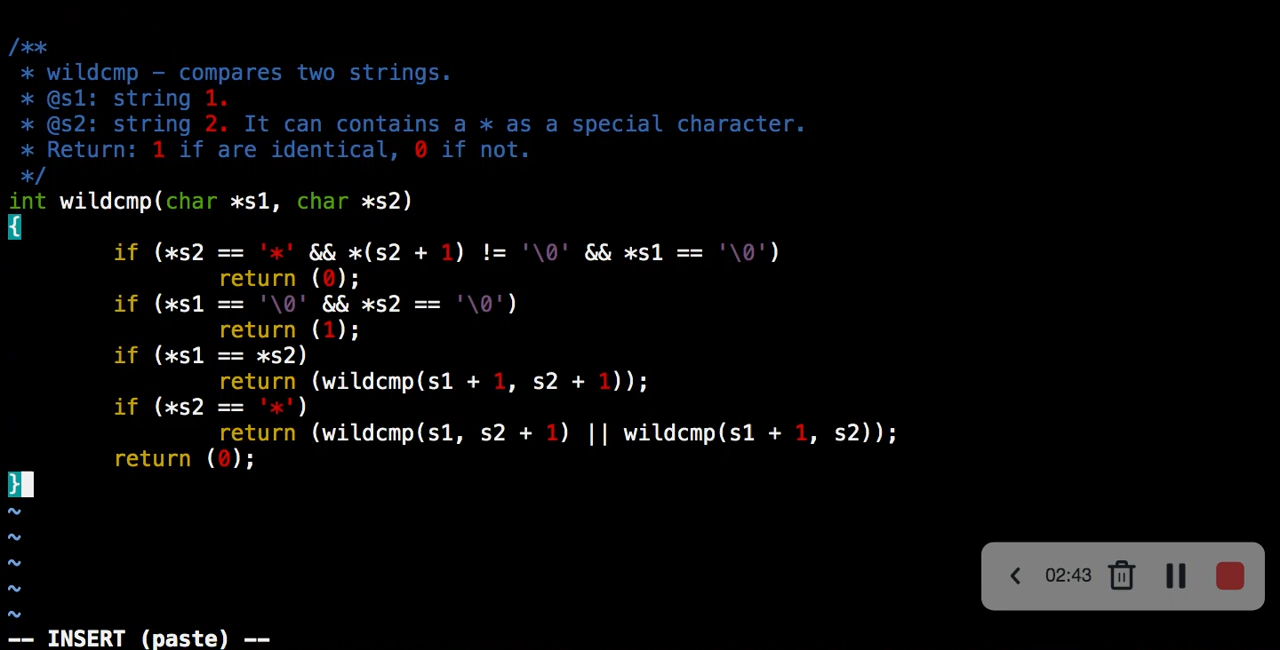 /**
 * wildcmp – compares two strings.
 * @s1: string 1.
 * @s2: string 2. It can contains a * as a special character.
 * Return: 1 if are identical, 0 if not.
 */
int wildcmp(char *s1, char *s2)
{
        if (*s2 == '*' && *(s2 + 1) != '\0' && *s1 == '\0')
                return (0);
        if (*s1 == '\0' && *s2 == '\0')
                return (1);
        if (*s1 == *s2)
                return (wildcmp(s1 + 1, s2 + 1));
        if (*s2 == '*')
                return (wildcmp(s1, s2 + 1) || wildcmp(s1 + 1, s2));
        return (0);
}
~
~
~
~
~
02:43
-- INSERT (paste) --